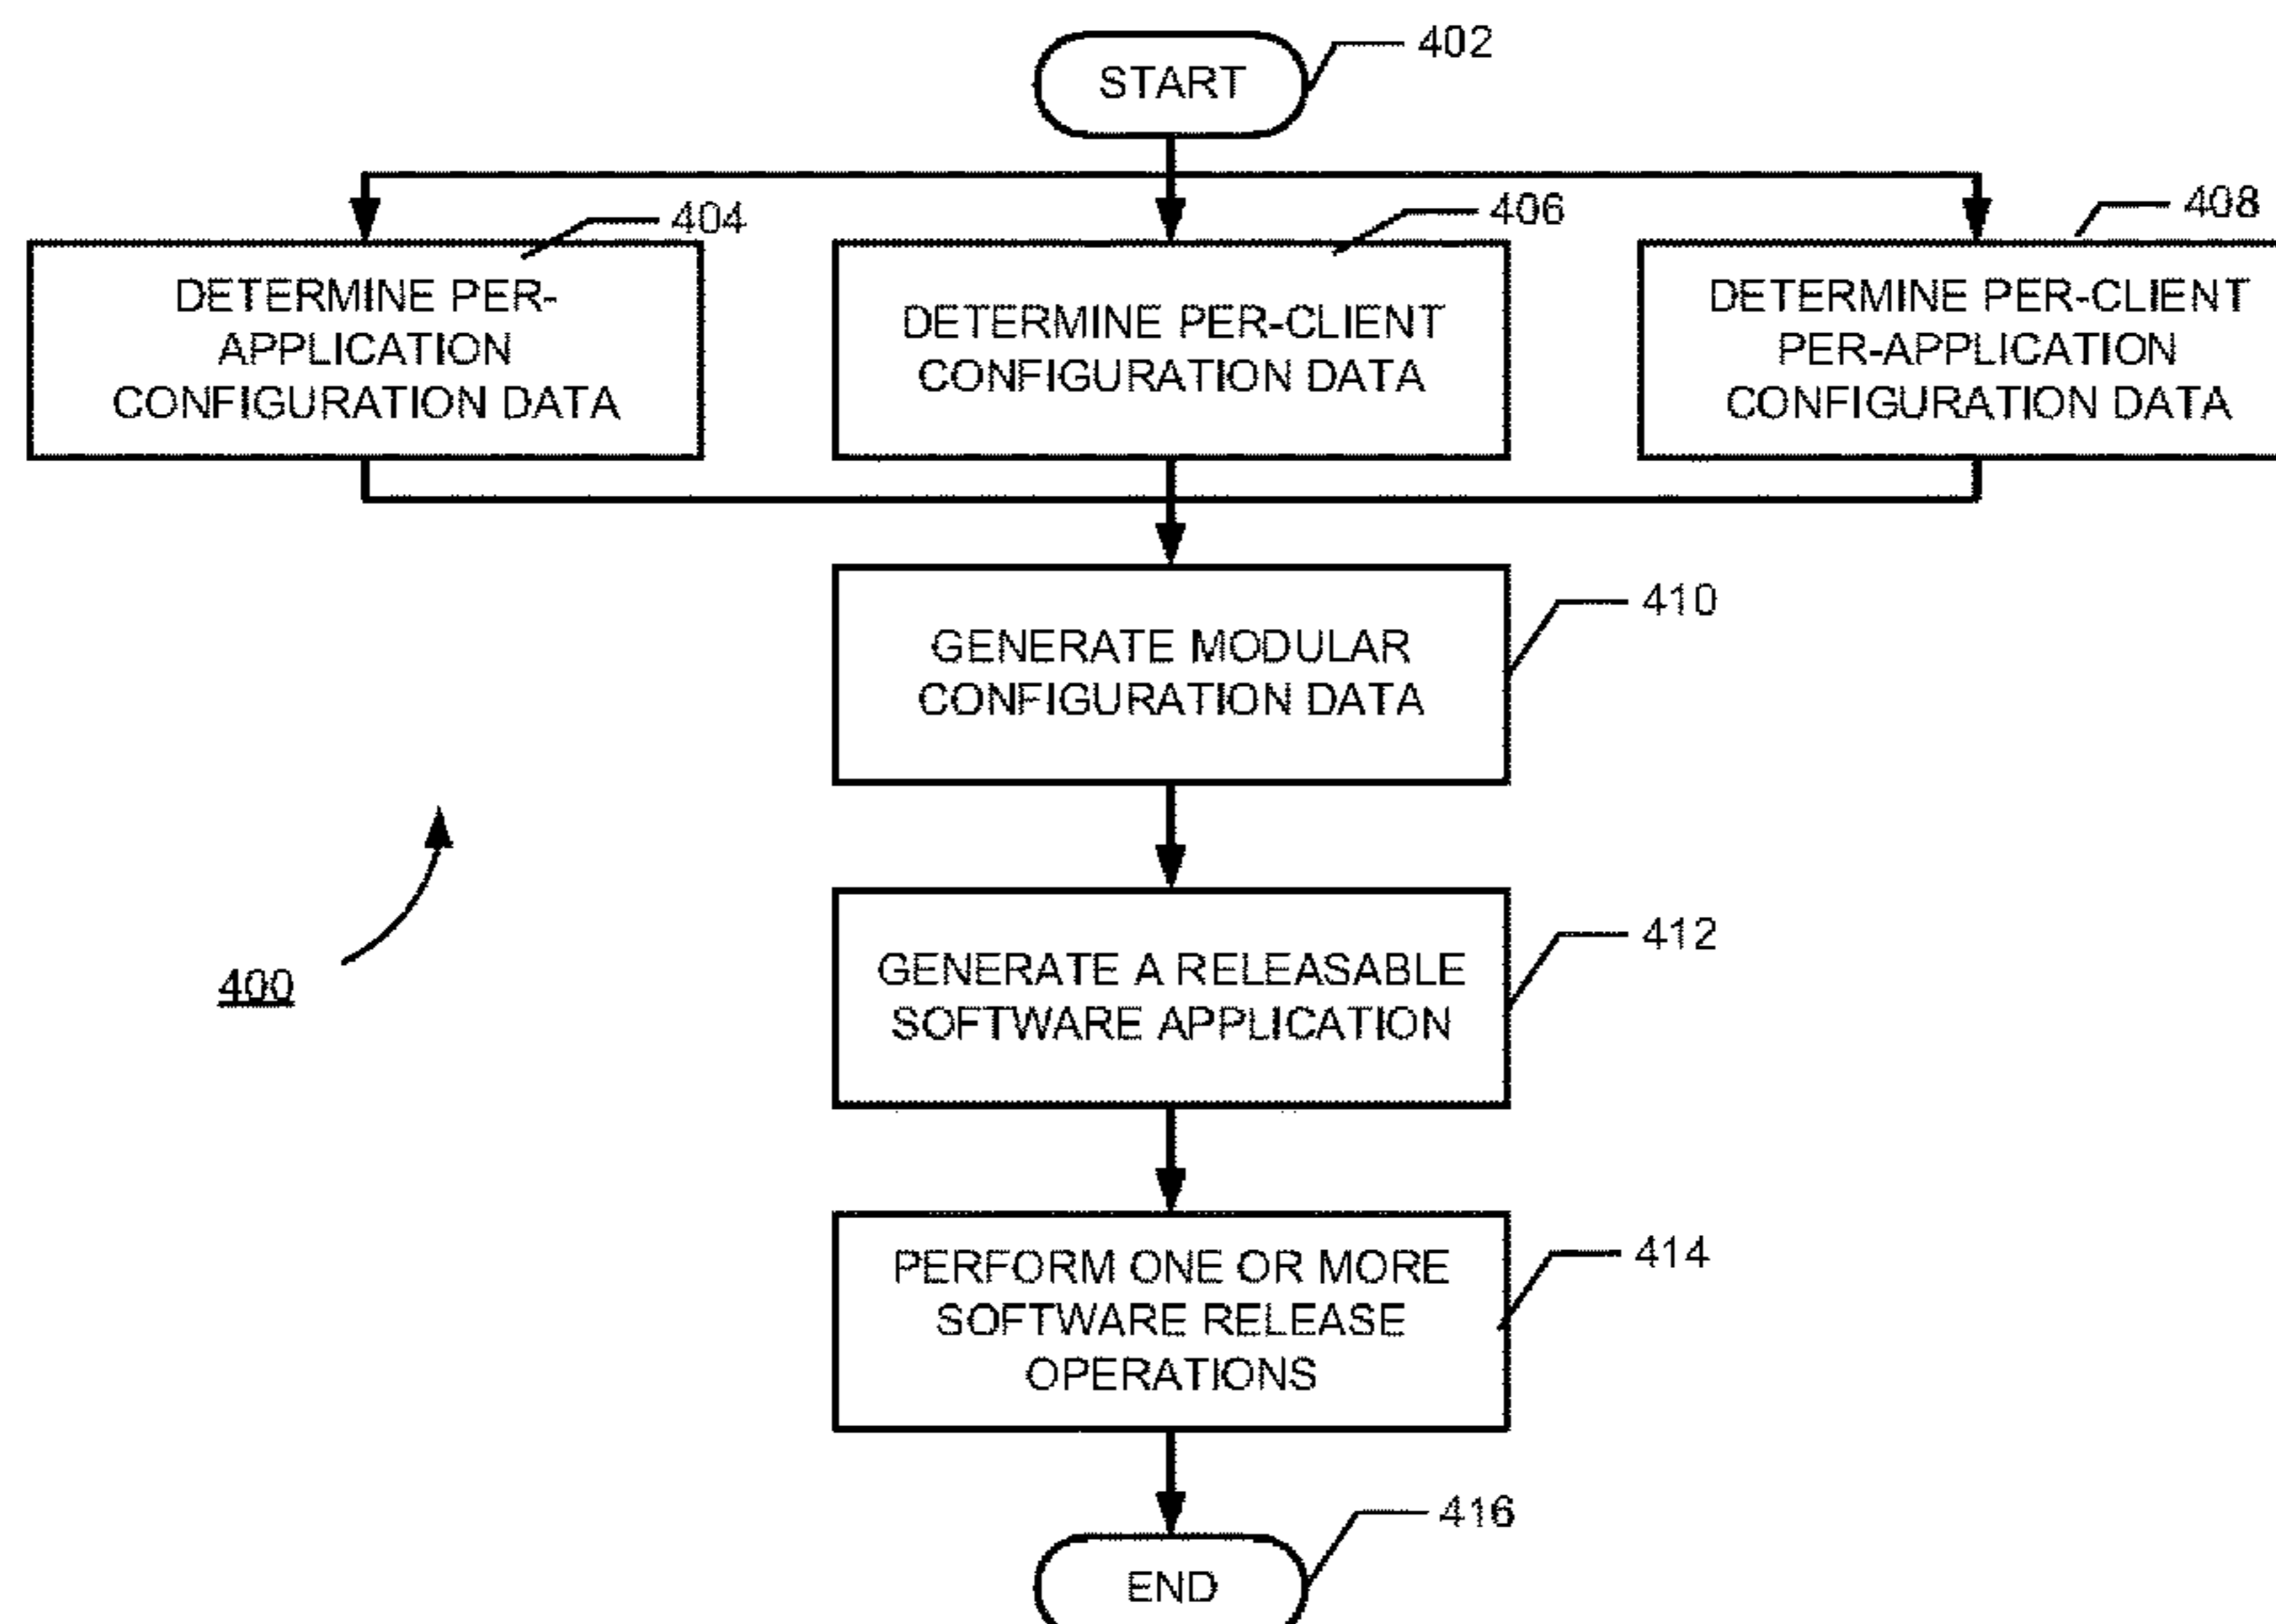 START
402
404
DETERMINE PER-
APPLICATION
CONFIGURATION DATA
406
DETERMINE PER-CLIENT
CONFIGURATION DATA
408
DETERMINE PER-CLIENT
PER-APPLICATION
CONFIGURATION DATA
GENERATE MODULAR
CONFIGURATION DATA
410
400
GENERATE A RELEASABLE
SOFTWARE APPLICATION
412
PERFORM ONE OR MORE
SOFTWARE RELEASE
OPERATIONS
414
END
416